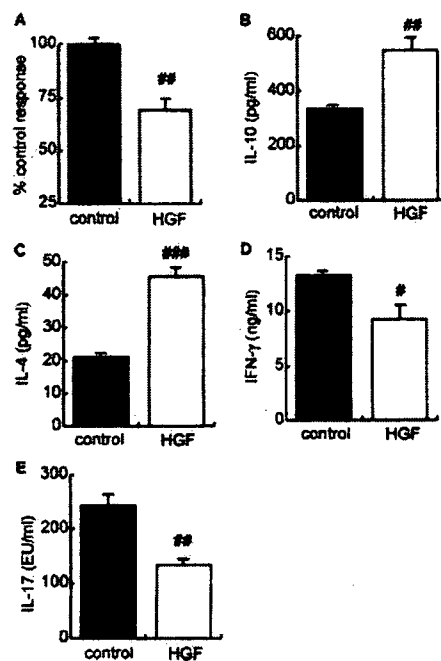 A
% control response
100
75
50
25
##
control HGF
B
IL-10 (pg/ml)
600
300
0
##
control HGF
C
IL-4 (pg/ml)
50
40
30
20
10
0
###
control HGF
D
IFN-γ (ng/ml)
15
10
5
0
#
control HGF
E
IL-17 (EU/ml)
300
200
100
0
##
control HGF